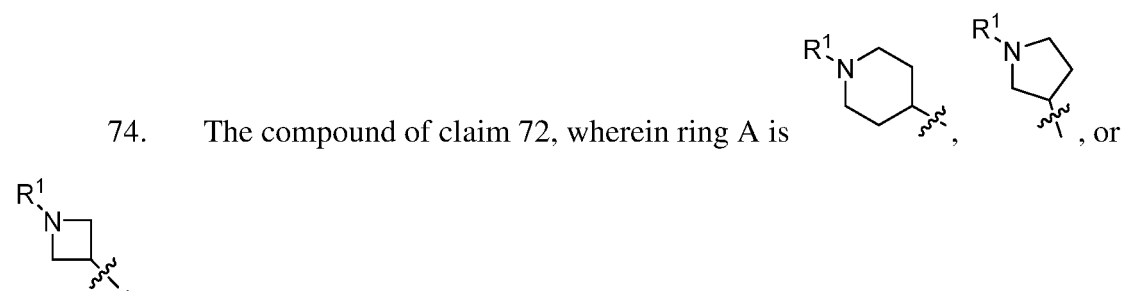 R¹ N R¹ N
74. The compound of claim 72, wherein ring A is , , or
R¹ N .